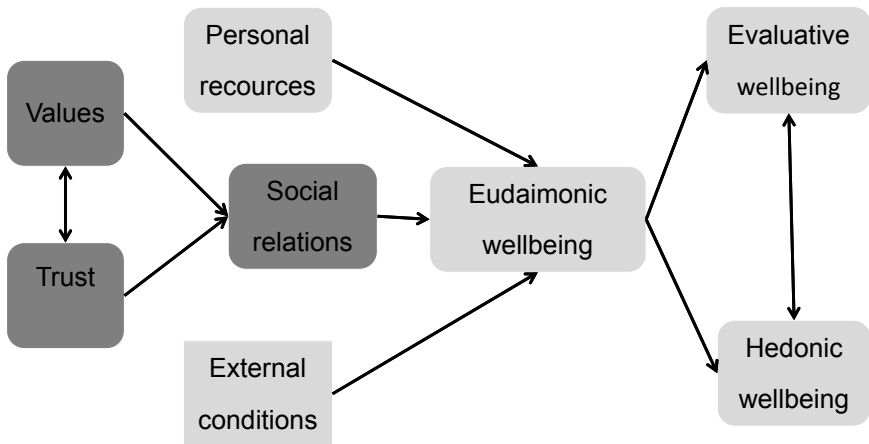 Personal
recources
Evaluative
wellbeing
Values
Social
relations
Eudaimonic
wellbeing
Trust
External
conditions
Hedonic
wellbeing